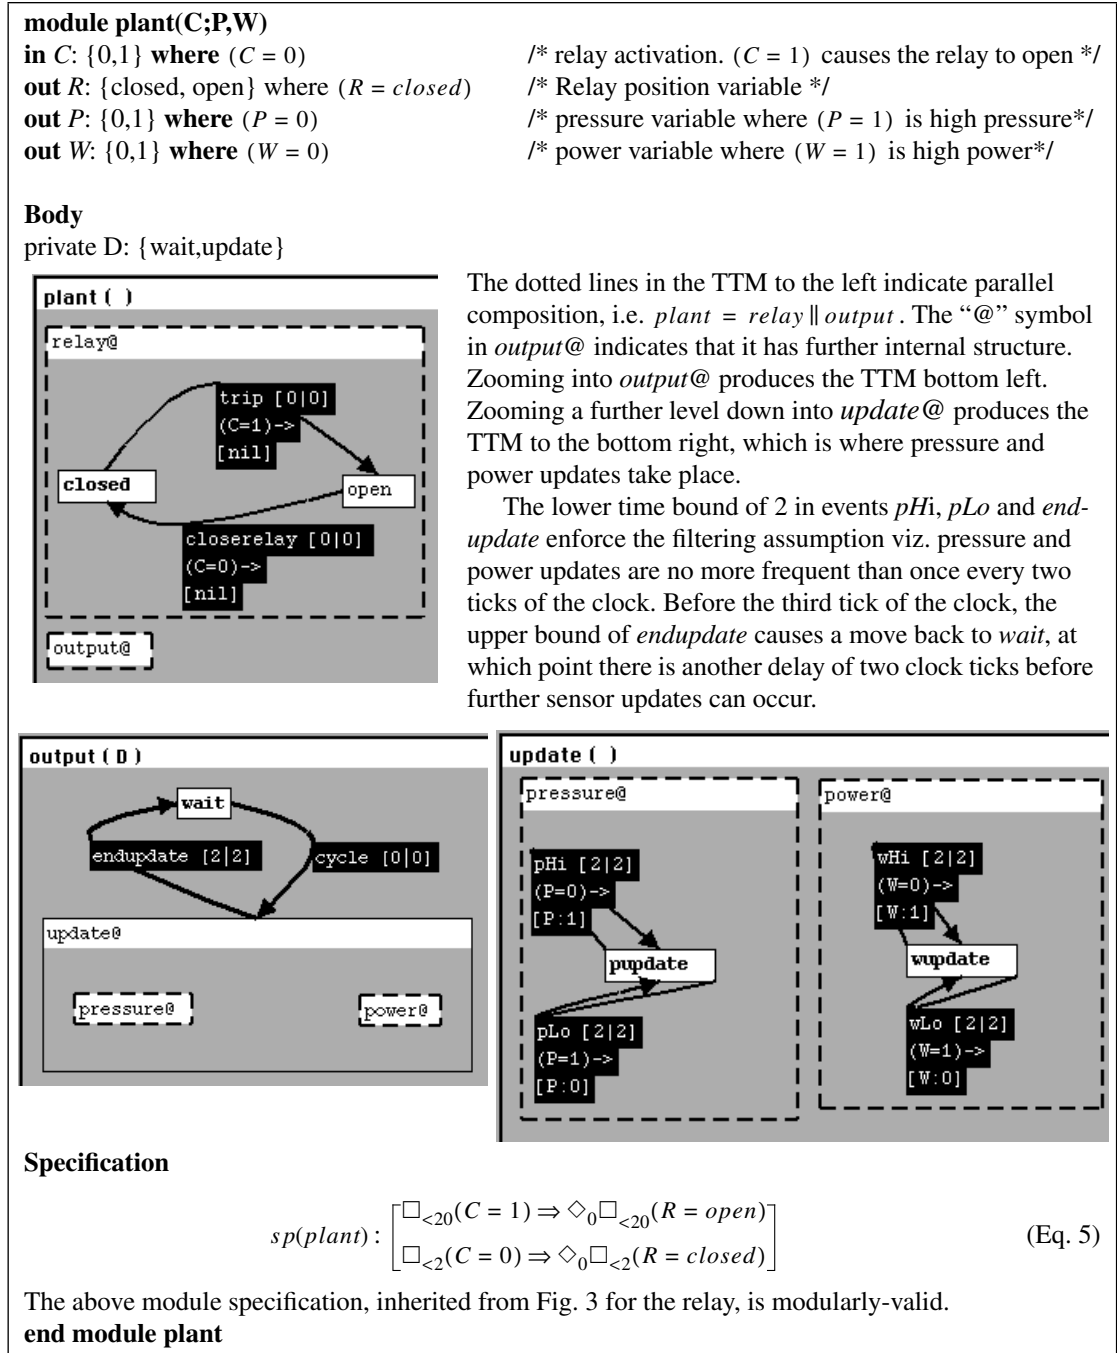 module plant(C;P,W)
in C: {0,1} where (C = 0) /* relay activation. (C = 1) causes the relay to open */
out R: {closed, open} where (R = closed) /* Relay position variable */
out P: {0,1} where (P = 0) /* pressure variable where (P = 1) is high pressure*/
out W: {0,1} where (W = 0) /* power variable where (W = 1) is high power*/
Body
private D: {wait,update}
plant ( )
relay@
trip [0|0]
(C=1)->
[nil]
closed
open
closerelay [0|0]
(C=0)->
[nil]
output@
The dotted lines in the TTM to the left indicate parallel
composition, i.e. plant = relay || output. The “@” symbol
in output@ indicates that it has further internal structure.
Zooming into output@ produces the TTM bottom left.
Zooming a further level down into update@ produces the
TTM to the bottom right, which is where pressure and
power updates take place.
The lower time bound of 2 in events pHi, pLo and end-
update enforce the filtering assumption viz. pressure and
power updates are no more frequent than once every two
ticks of the clock. Before the third tick of the clock, the
upper bound of endupdate causes a move back to wait, at
which point there is another delay of two clock ticks before
further sensor updates can occur.
output ( D )
wait
endupdate [2|2]
cycle [0|0]
update@
pressure@
power@
update ( )
pressure@
pHi [2|2]
(P=0)->
[P:1]
pupdate
pLo [2|2]
(P=1)->
[P:0]
power@
wHi [2|2]
(W=0)->
[W:1]
wupdate
wLo [2|2]
(W=1)->
[W:0]
Specification
sp(plant): [□<20(C = 1) ⇒ ◇0□<20(R = open)
□<2(C = 0) ⇒ ◇0□<2(R = closed)] (Eq. 5)
The above module specification, inherited from Fig. 3 for the relay, is modularly-valid.
end module plant